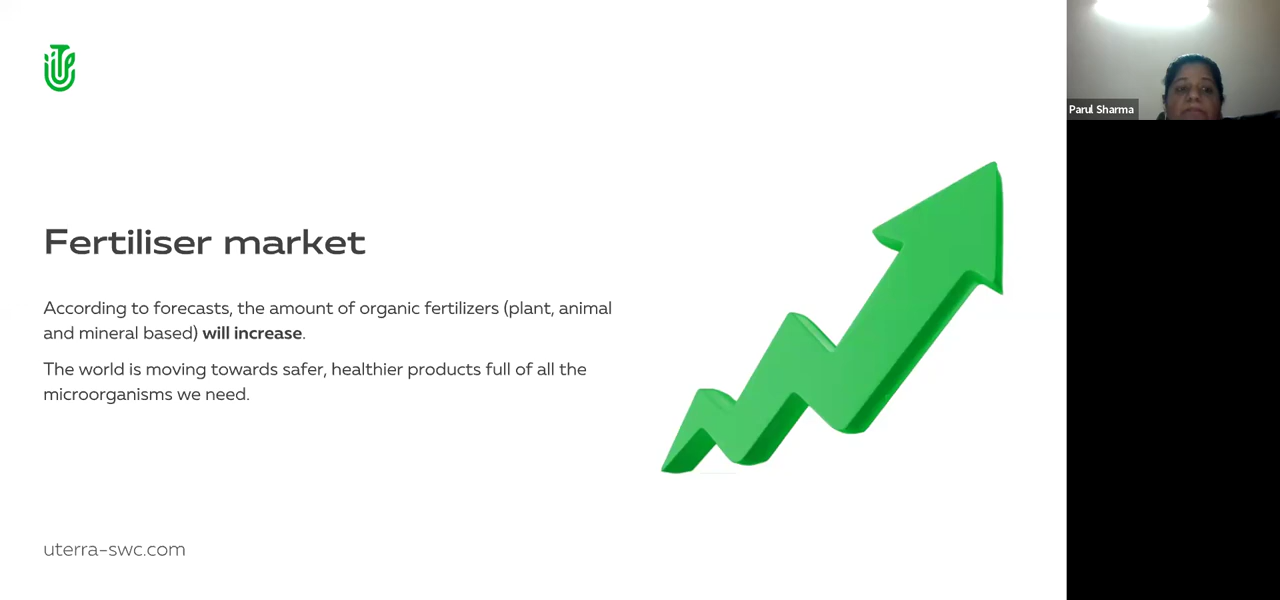 Parul Sharma
Fertiliser market
According to forecasts, the amount of organic fertilizers (plant, animal
and mineral based) will increase.
The world is moving towards safer, healthier products full of all the
microorganisms we need.
uterra-swc.com